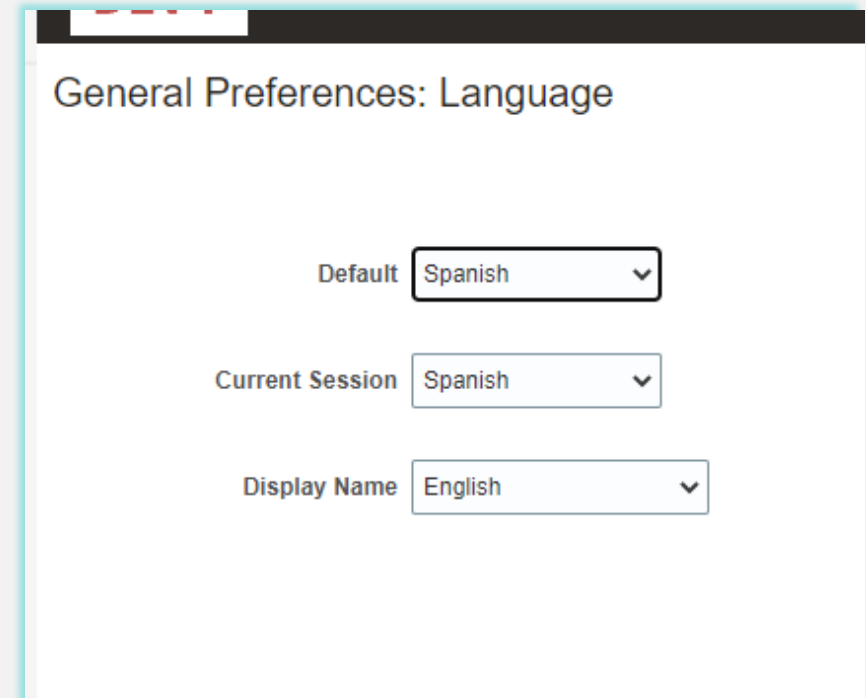 General Preferences: Language
Default Spanish
Current Session Spanish
Display Name English